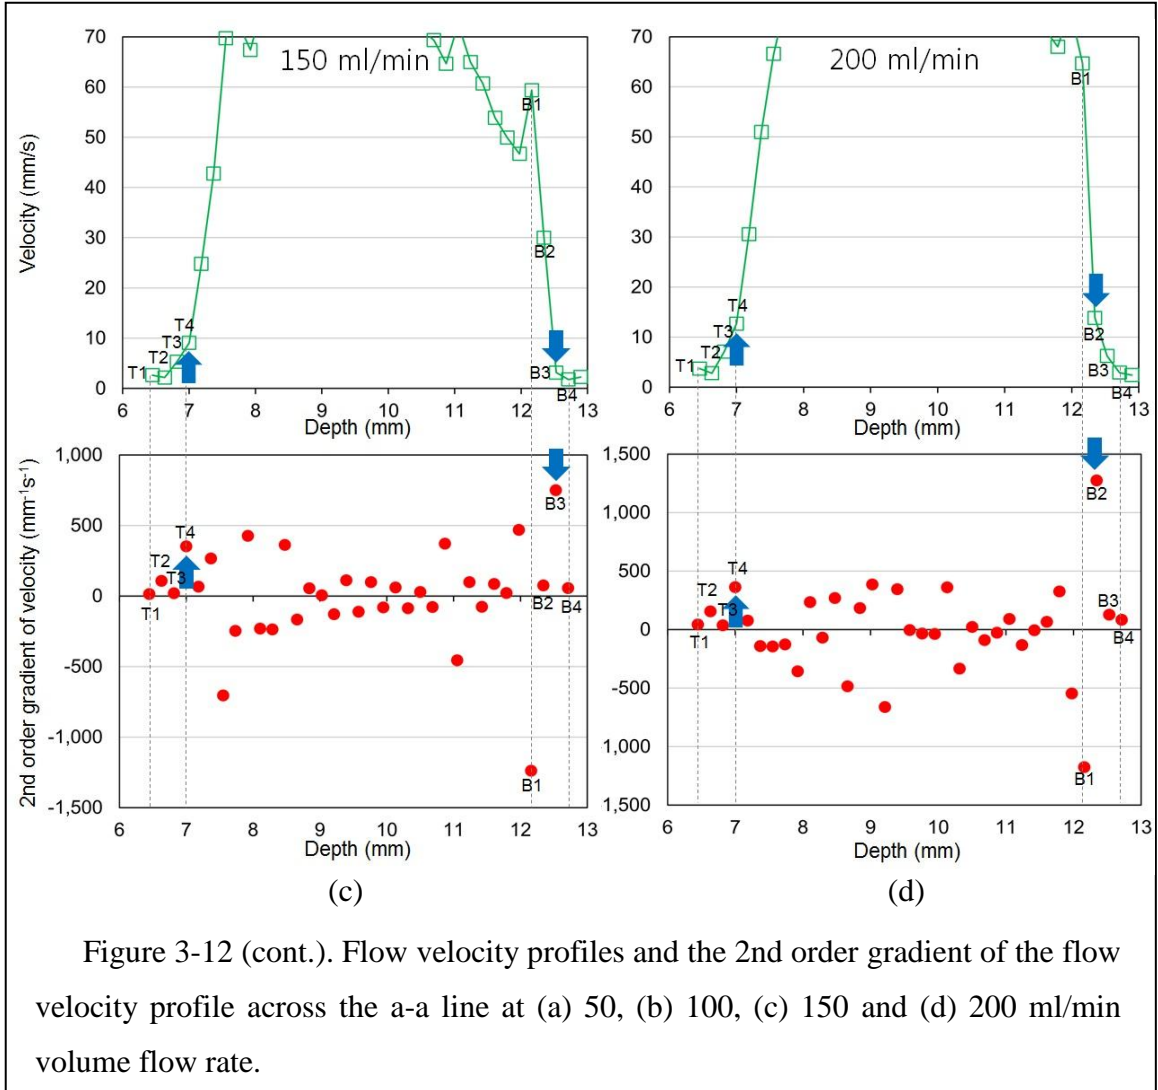 150 ml/min
200 ml/min
Velocity (mm/s)
70
60
50
40
30
20
10
0
T1
T2
T3
T4
B1
B2
B3
B4
6 7 8 9 10 11 12 13
Depth (mm)
70
60
50
40
30
20
10
0
T1
T2
T3
T4
B1
B2
B3
B4
6 7 8 9 10 11 12 13
Depth (mm)
2nd order gradient of velocity (mm⁻¹s⁻¹)
1,000
500
0
-500
-1,000
-1,500
T1
T2
T3
T4
B1
B2
B3
B4
6 7 8 9 10 11 12 13
Depth (mm)
1,500
1,000
500
0
-500
1,000
1,500
T1
T2
T3
T4
B1
B2
B3
B4
6 7 8 9 10 11 12 13
Depth (mm)
(c)
(d)
Figure 3-12 (cont.). Flow velocity profiles and the 2nd order gradient of the flow
velocity profile across the a-a line at (a) 50, (b) 100, (c) 150 and (d) 200 ml/min
volume flow rate.